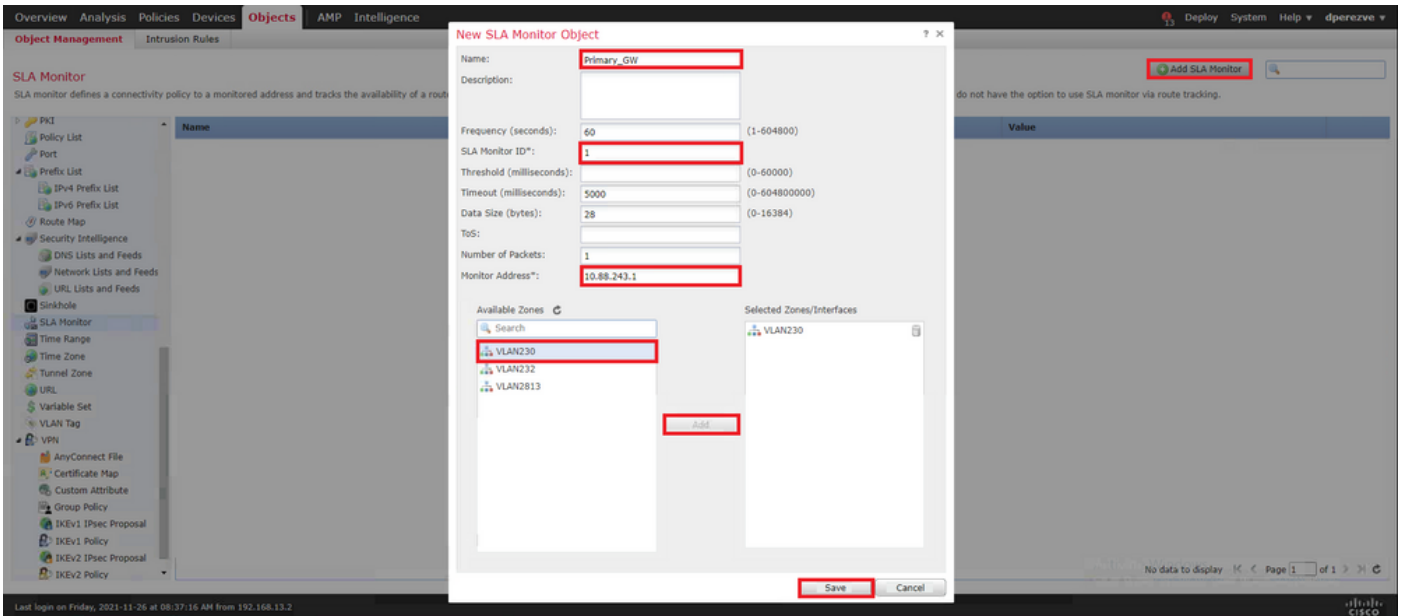 Overview Analysis Policies Devices Objects AMP Intelligence
Deploy System Help dperezve
Object Management Intrusion Rules
New SLA Monitor Object ? ×
SLA Monitor
Add SLA Monitor
SLA monitor defines a connectivity policy to a monitored address and tracks the availability of a rout
do not have the option to use SLA monitor via route tracking.
Name Value
PKI
Policy List
Port
Prefix List
IPv4 Prefix List
IPv6 Prefix List
Route Map
Security Intelligence
DNS Lists and Feeds
Network Lists and Feeds
URL Lists and Feeds
Sinkhole
SLA Monitor
Time Range
Time Zone
Tunnel Zone
URL
Variable Set
VLAN Tag
VPN
AnyConnect File
Certificate Map
Custom Attribute
Group Policy
IKEv1 IPsec Proposal
IKEv1 Policy
IKEv2 IPsec Proposal
IKEv2 Policy
Name: Primary_GW
Description:
Frequency (seconds): 60 (1-604800)
SLA Monitor ID*: 1
Threshold (milliseconds): (0-60000)
Timeout (milliseconds): 5000 (0-604800000)
Data Size (bytes): 28 (0-16384)
ToS:
Number of Packets: 1
Monitor Address*: 10.88.243.1
Available Zones
Search
VLAN230
VLAN232
VLAN2813
Add
Selected Zones/Interfaces
VLAN230
Save Cancel
No data to display Page 1 of 1
Last login on Friday, 2021-11-26 at 08:37:16 AM from 192.168.13.2
CISCO